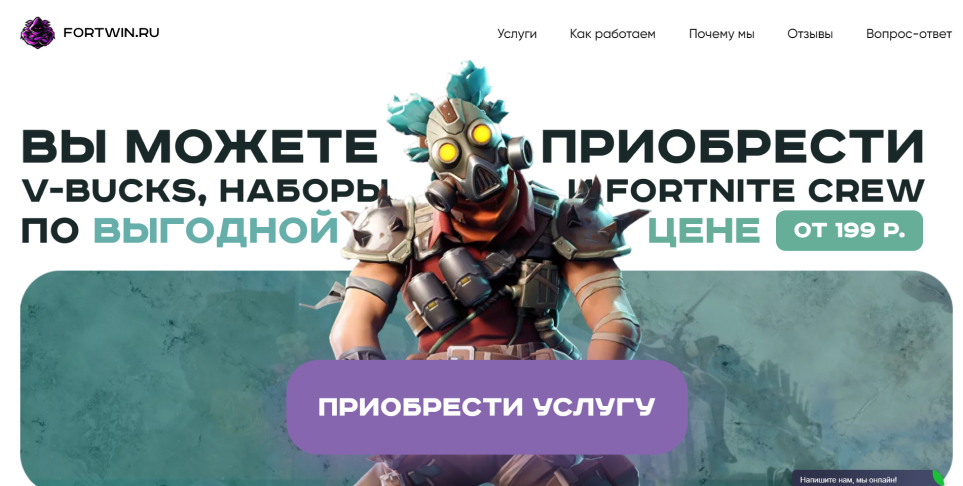 FORTWIN.RU
Услуги Как работаем Почему мы Отзывы Вопрос-ответ
ВЫ МОЖЕТЕ ПРИОБРЕСТИ
V-BUCKS, НАБОРЫ И FORTNITE CREW
ПО ВЫГОДНОЙ ЦЕНЕ ОТ 199 Р.
ПРИОБРЕСТИ УСЛУГУ
Напишите нам, мы онлайн!